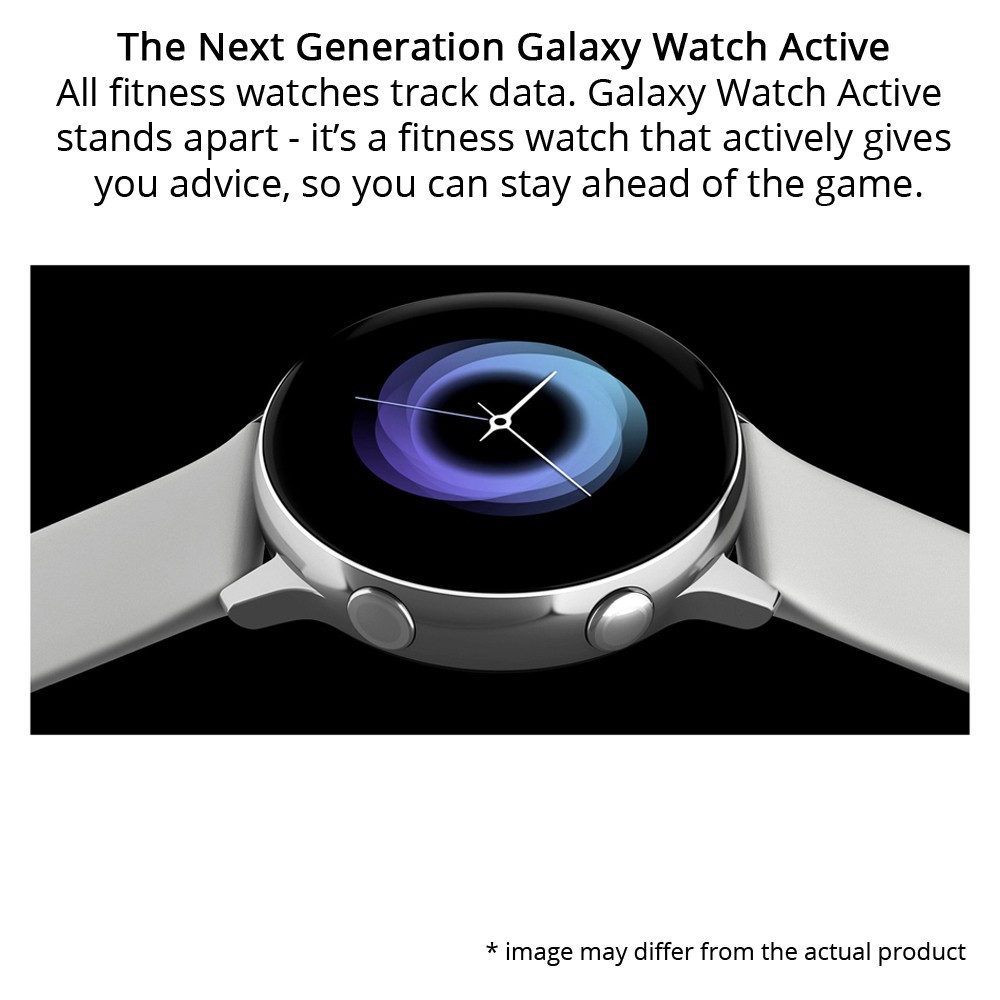 The Next Generation Galaxy Watch Active
All fitness watches track data. Galaxy Watch Active
stands apart - it’s a fitness watch that actively gives
you advice, so you can stay ahead of the game.
* image may differ from the actual product